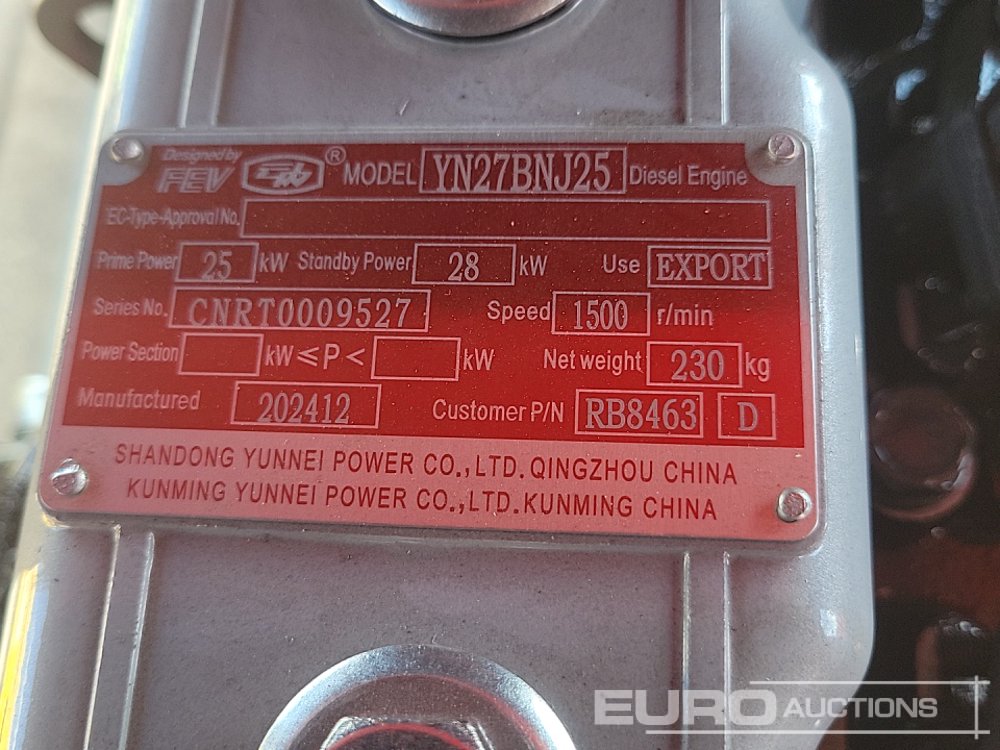 Designed by
FEV ® MODEL YN27BNJ25 Diesel Engine
EC-Type-Approval No.
Prime Power 25 kW Standby Power 28 kW Use EXPORT
Series No. CNRT0009527 Speed 1500 r/min
Power Section kW ≤ P < kW Net weight 230 kg
Manufactured 202412 Customer P/N RB8463 D
SHANDONG YUNNEI POWER CO.,LTD. QINGZHOU CHINA
KUNMING YUNNEI POWER CO.,LTD. KUNMING CHINA
EURO AUCTIONS